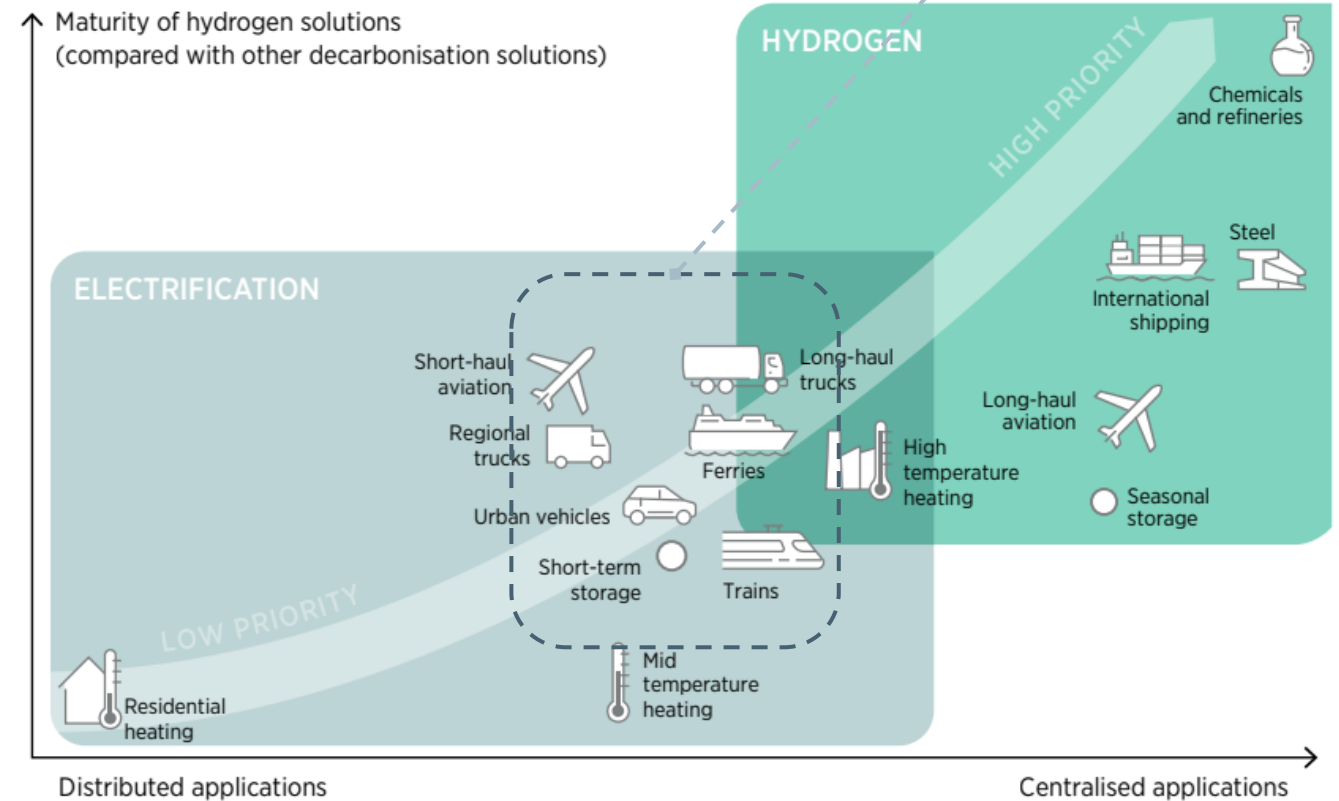 Maturity of hydrogen solutions
(compared with other decarbonisation solutions)
HYDROGEN
HIGH PRIORITY
Chemicals
and refineries
Steel
International
shipping
ELECTRIFICATION
Short-haul
aviation
Long-haul
trucks
Long-haul
aviation
Regional
trucks
Ferries
High
temperature
heating
Seasonal
storage
Urban vehicles
Short-term
storage
Trains
LOW PRIORITY
Mid
temperature
heating
Residential
heating
Distributed applications
Centralised applications